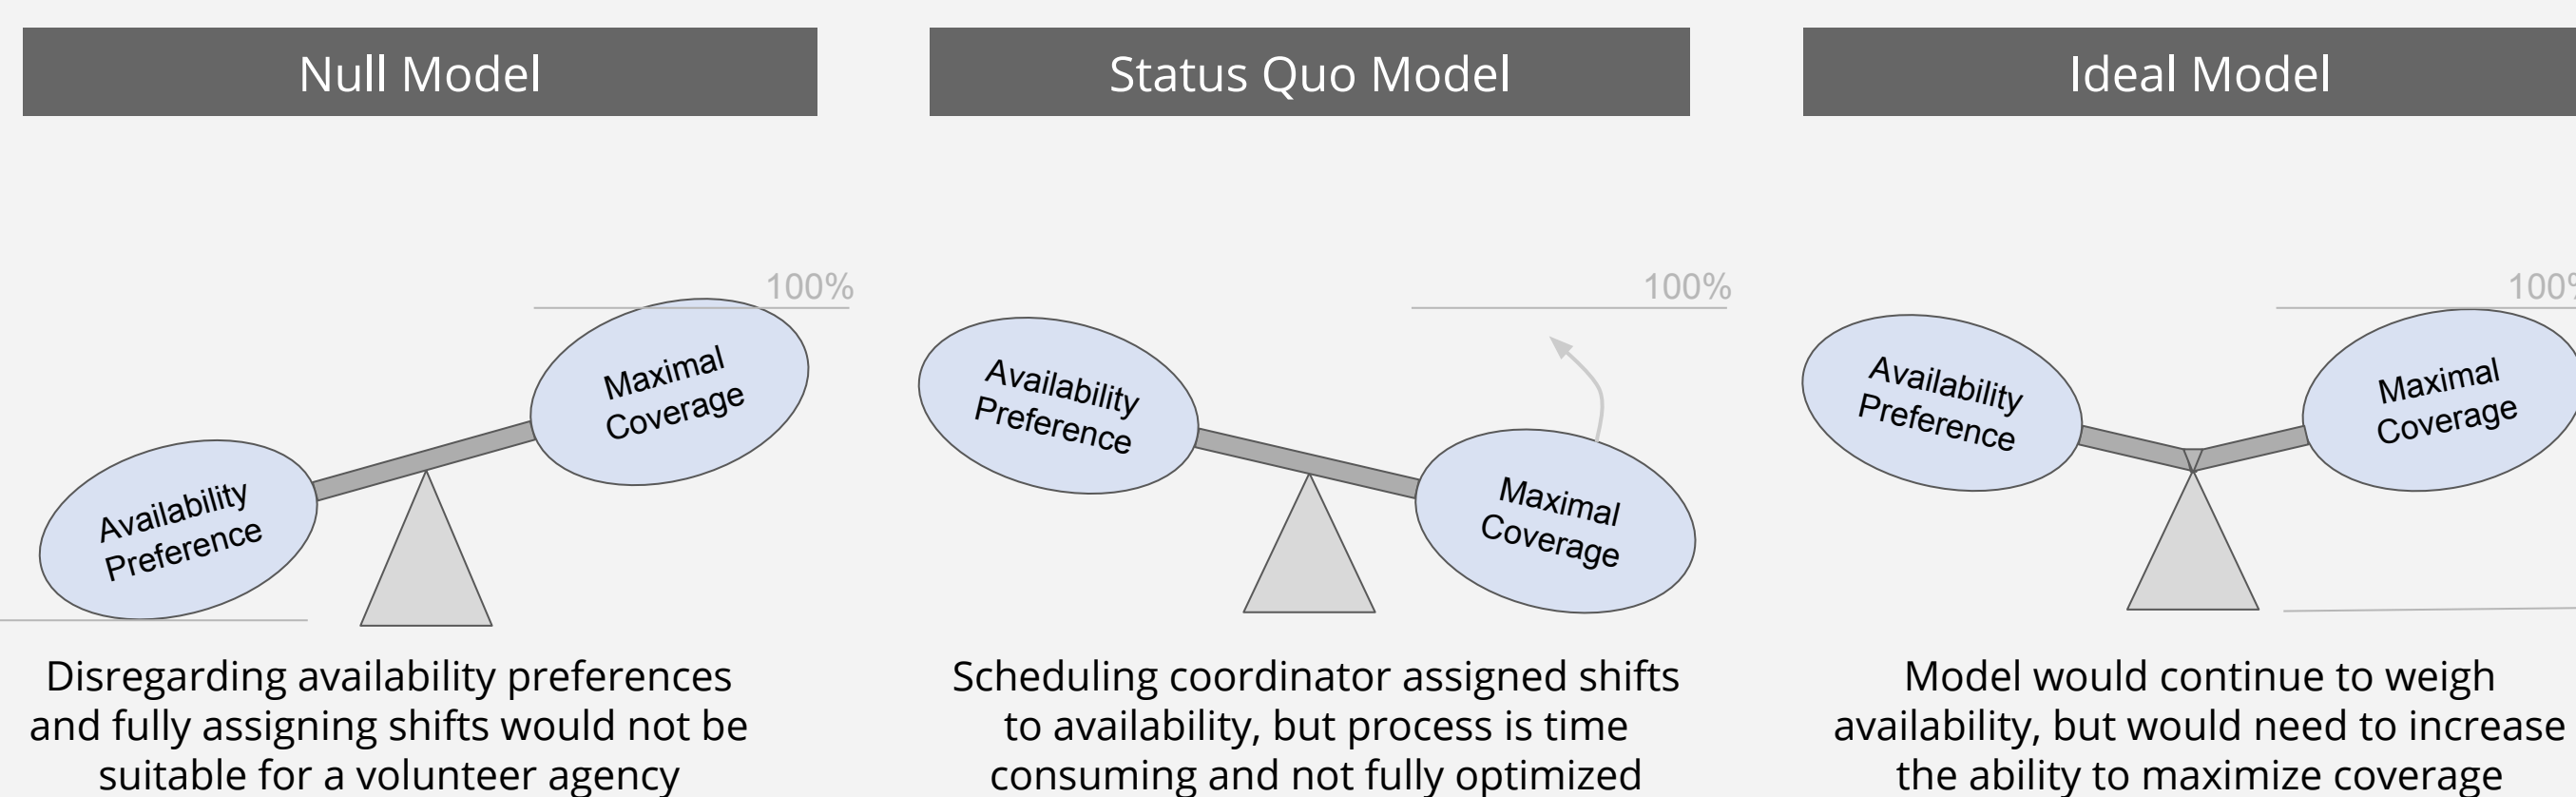 Null Model
100%
Maximal
Coverage
Availability
Preference
Disregarding availability preferences
and fully assigning shifts would not be
suitable for a volunteer agency
Status Quo Model
100%
Availability
Preference
Maximal
Coverage
Scheduling coordinator assigned shifts
to availability, but process is time
consuming and not fully optimized
Ideal Model
100%
Availability
Preference
Maximal
Coverage
Model would continue to weigh
availability, but would need to increase
the ability to maximize coverage